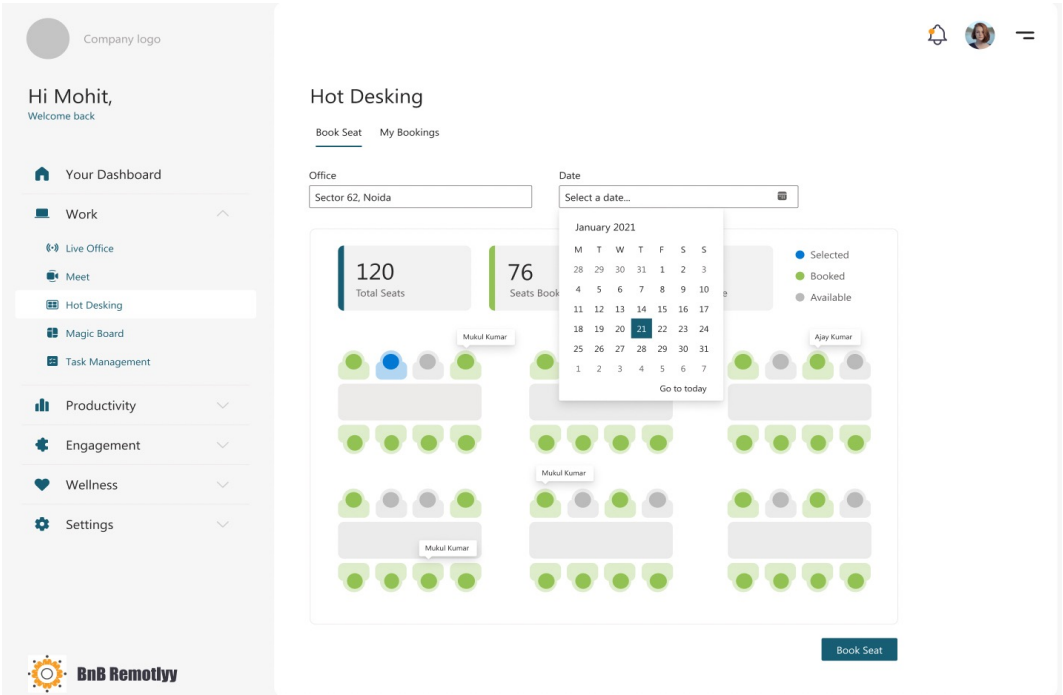 Company logo
Hi Mohit,
Welcome back
Your Dashboard
Work
Live Office
Meet
Hot Desking
Magic Board
Task Management
Productivity
Engagement
Wellness
Settings
BnB Remotlyy
Hot Desking
Book Seat My Bookings
Office
Sector 62, Noida
Date
Select a date...
January 2021
M T W T F S S
28 29 30 31 1 2 3
4 5 6 7 8 9 10
11 12 13 14 15 16 17
18 19 20 21 22 23 24
25 26 27 28 29 30 31
1 2 3 4 5 6 7
Go to today
120
Total Seats
76
Seats Book
e
Selected
Booked
Available
Mukul Kumar
Ajay Kumar
Mukul Kumar
Mukul Kumar
Book Seat